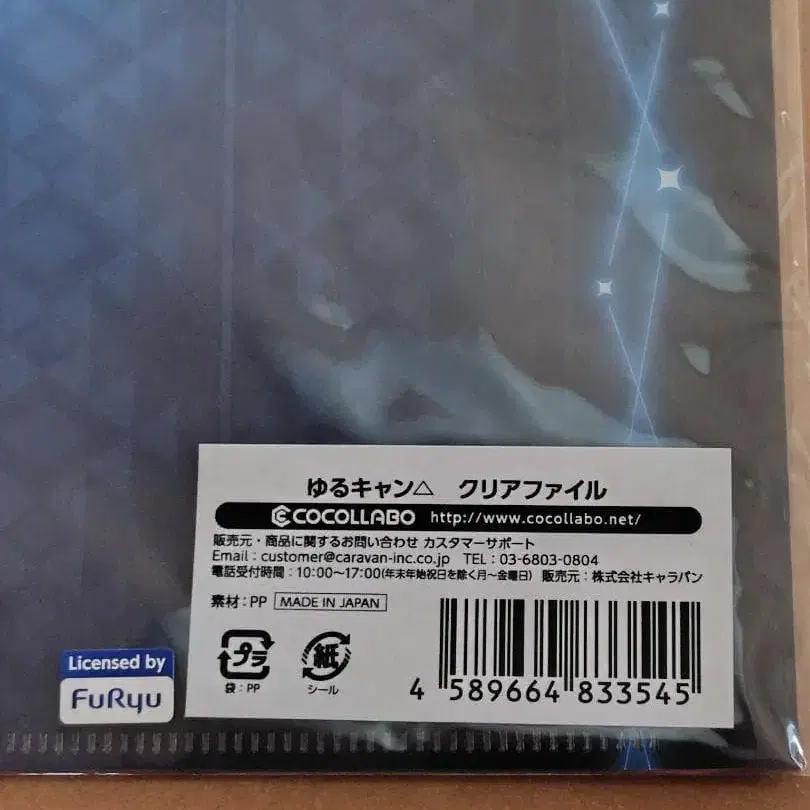 ゆるキャン△ クリアファイル
COCOLLABO http://www.cocollabo.net/
販売元・商品に関するお問い合わせ カスタマーサポート
Email：customer@caravan-inc.co.jp TEL：03-6803-0804
電話受付時間：10:00～17:00(年末年始祝日を除く月～金曜日) 販売元：株式会社キャラバン
素材：PP MADE IN JAPAN
プラ
袋：PP
紙
シール
4 589664 833545
Licensed by
FuRyu